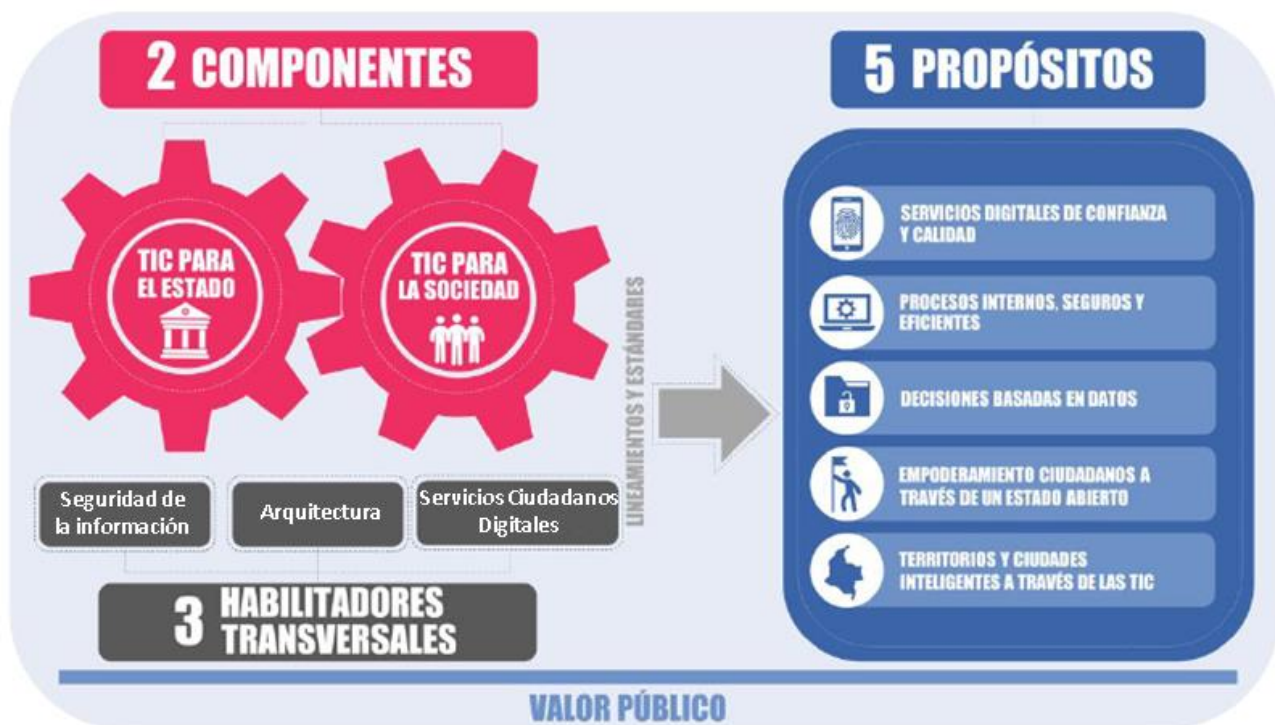 2 COMPONENTES
TIC PARA
EL ESTADO
TIC PARA
LA SOCIEDAD
Seguridad de
la información
Arquitectura
Servicios Ciudadanos
Digitales
3 HABILITADORES
TRANSVERSALES
LINEAMIENTOS Y ESTÁNDARES
5 PROPÓSITOS
SERVICIOS DIGITALES DE CONFIANZA
Y CALIDAD
PROCESOS INTERNOS, SEGUROS Y
EFICIENTES
DECISIONES BASADAS EN DATOS
EMPODERAMIENTO CIUDADANOS A
TRAVÉS DE UN ESTADO ABIERTO
TERRITORIOS Y CIUDADES
INTELIGENTES A TRAVÉS DE LAS TIC
VALOR PÚBLICO